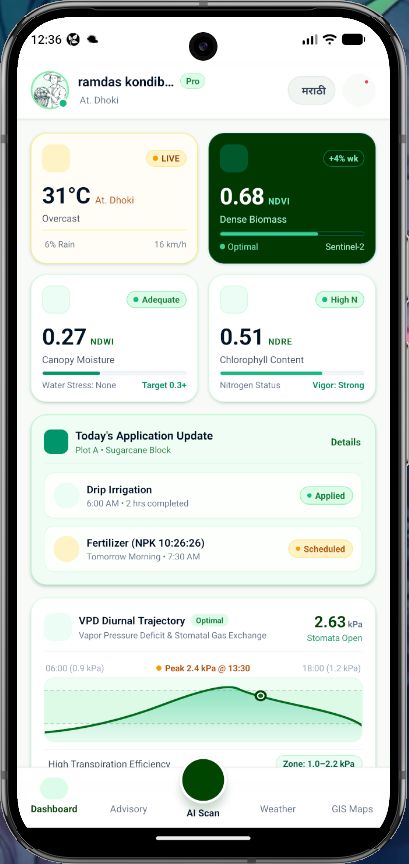 12:36
ramdas kondib... Pro
At. Dhoki
मराठी
LIVE
31°C At. Dhoki
Overcast
6% Rain 16 km/h
+4% wk
0.68 NDVI
Dense Biomass
Optimal Sentinel-2
Adequate
0.27 NDWI
Canopy Moisture
Water Stress: None Target 0.3+
High N
0.51 NDRE
Chlorophyll Content
Nitrogen Status Vigor: Strong
Today's Application Update
Plot A • Sugarcane Block
Details
Drip Irrigation
6:00 AM • 2 hrs completed
Applied
Fertilizer (NPK 10:26:26)
Tomorrow Morning • 7:30 AM
Scheduled
VPD Diurnal Trajectory Optimal
Vapor Pressure Deficit & Stomatal Gas Exchange
2.63 kPa
Stomata Open
06:00 (0.9 kPa) Peak 2.4 kPa @ 13:30 18:00 (1.2 kPa)
High Transpiration Efficiency Zone: 1.0–2.2 kPa
Dashboard Advisory AI Scan Weather GIS Maps